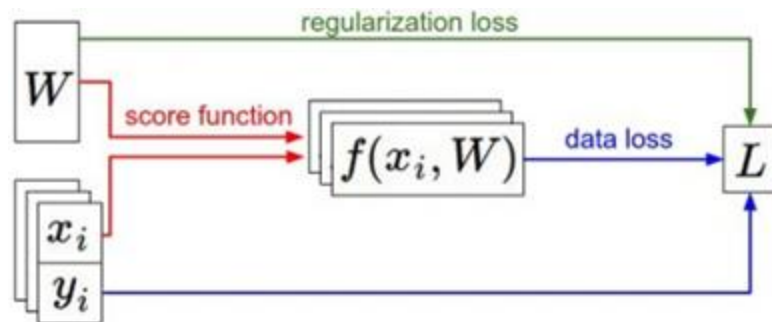 regularization loss
W
score function
f(x_i, W)
data loss
L
x_i
y_i